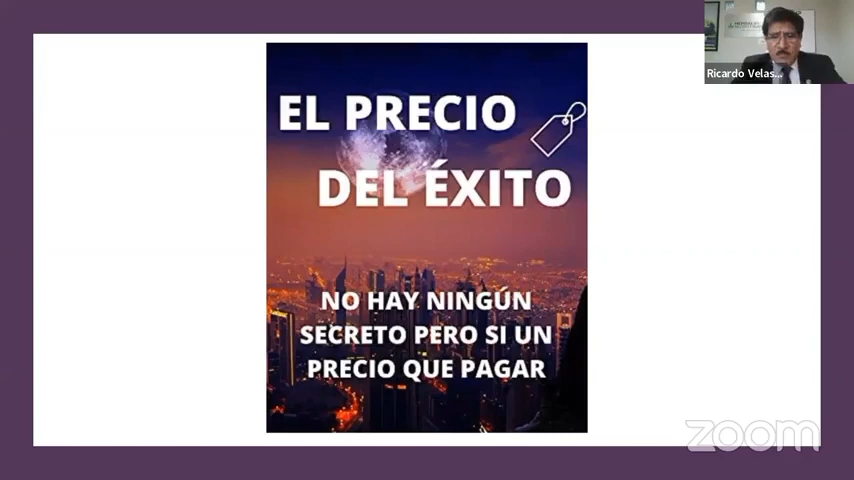 EL PRECIO
DEL ÉXITO
NO HAY NINGÚN
SECRETO PERO SI UN
PRECIO QUE PAGAR
Ricardo Velas...
zoom